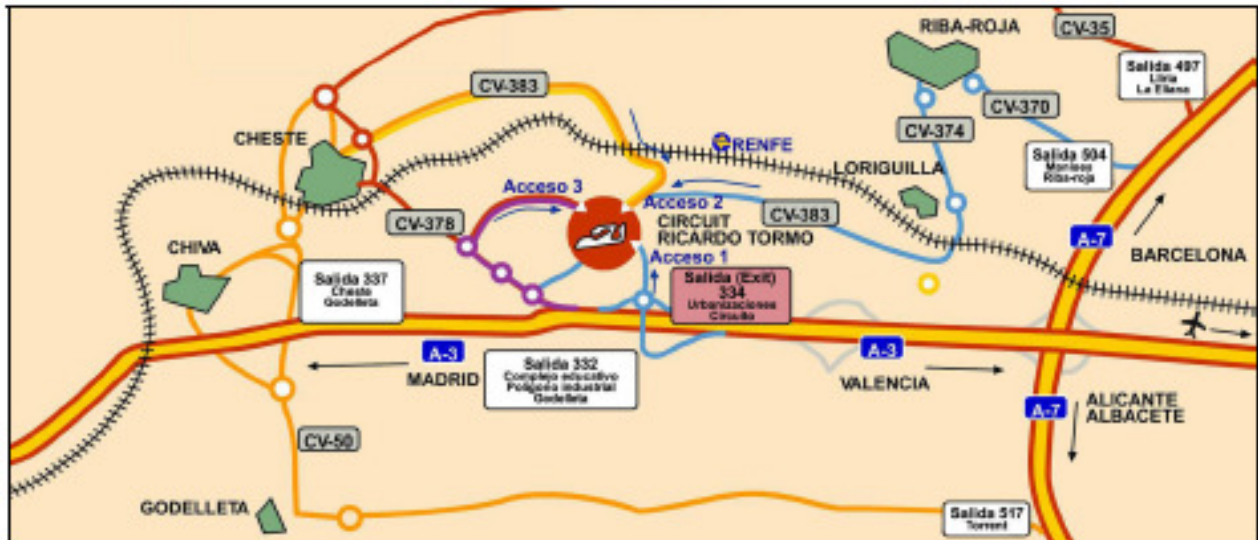 RIBA-ROJA
CV-35
Salida 497
Lliria
La Eliana
CV-383
CV-370
CHESTE
CV-374
RENFE
LORIGUILLA
Salida 504
Manises
Riba-roja
Acceso 3
Acceso 2
CV-378
CIRCUIT
RICARDO TORMO
CV-383
A-7
BARCELONA
CHIVA
Acceso 1
Salida 337
Cheste
Godelleta
Salida (Exit)
334
Urbanizaciones
Circuito
A-3
MADRID
Salida 332
Complejo educativo
Polígono industrial
Godelleta
A-3
VALENCIA
A-7
ALICANTE
ALBACETE
CV-50
GODELLETA
Salida 517
Torrent